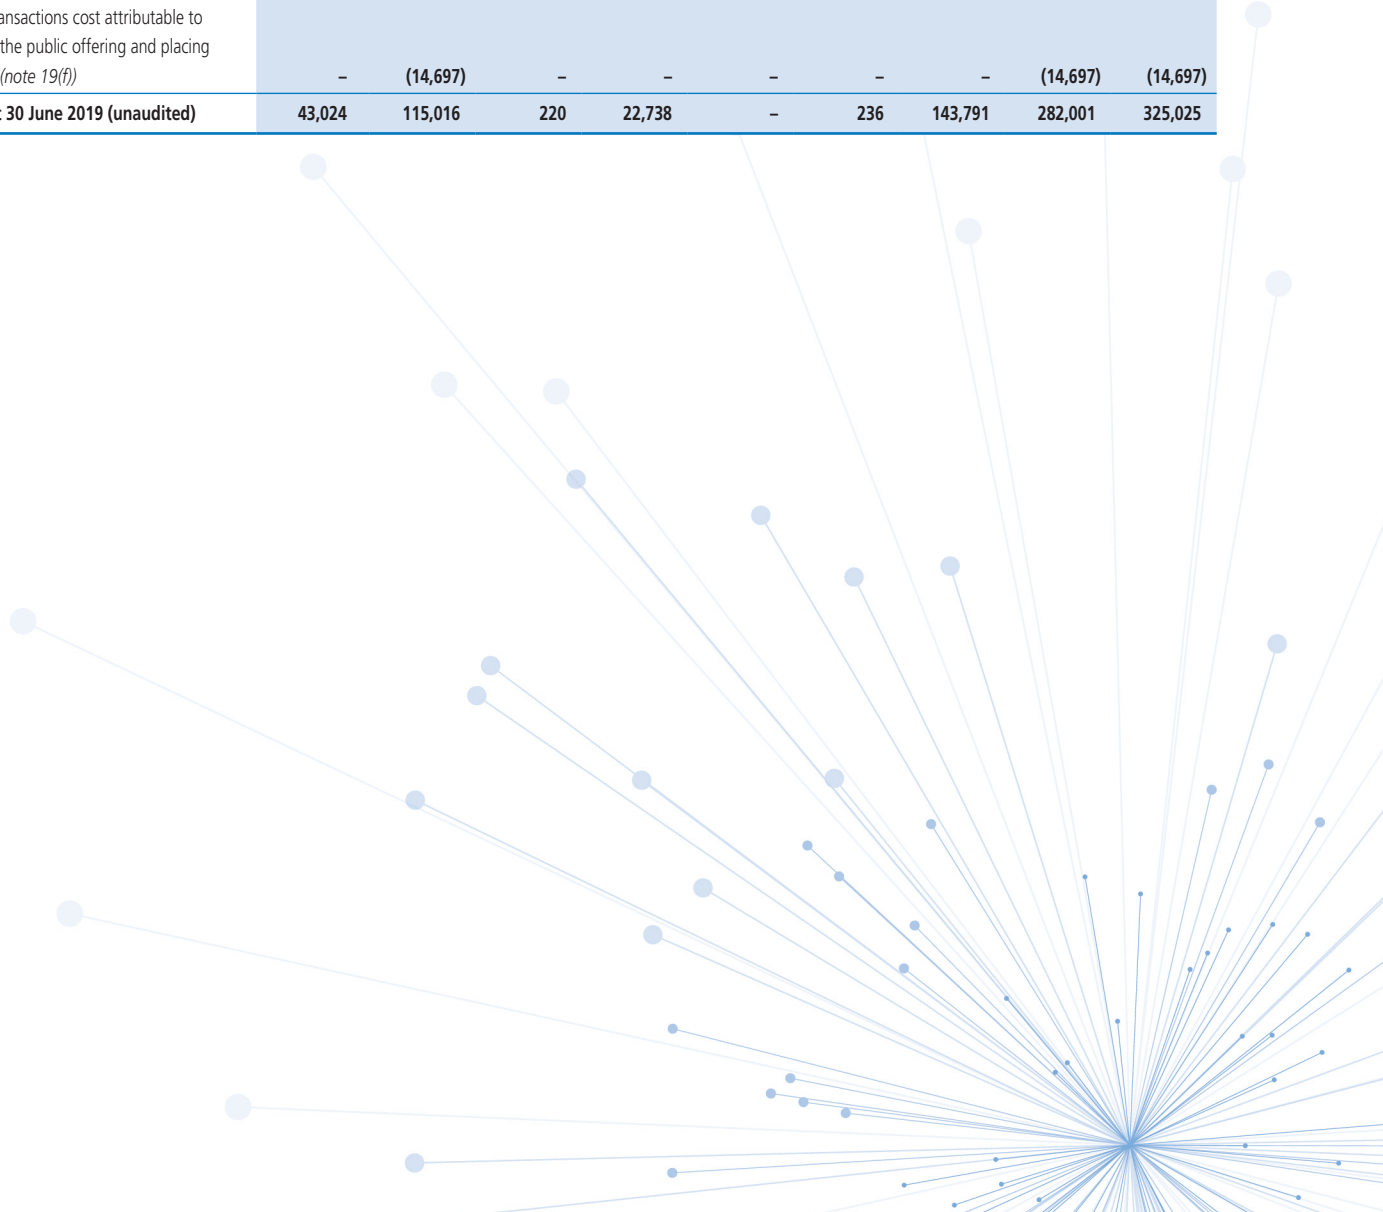 ansactions cost attributable to
the public offering and placing
(note 19(f)) – (14,697) – – – – – (14,697) (14,697)
30 June 2019 (unaudited) 43,024 115,016 220 22,738 – 236 143,791 282,001 325,025